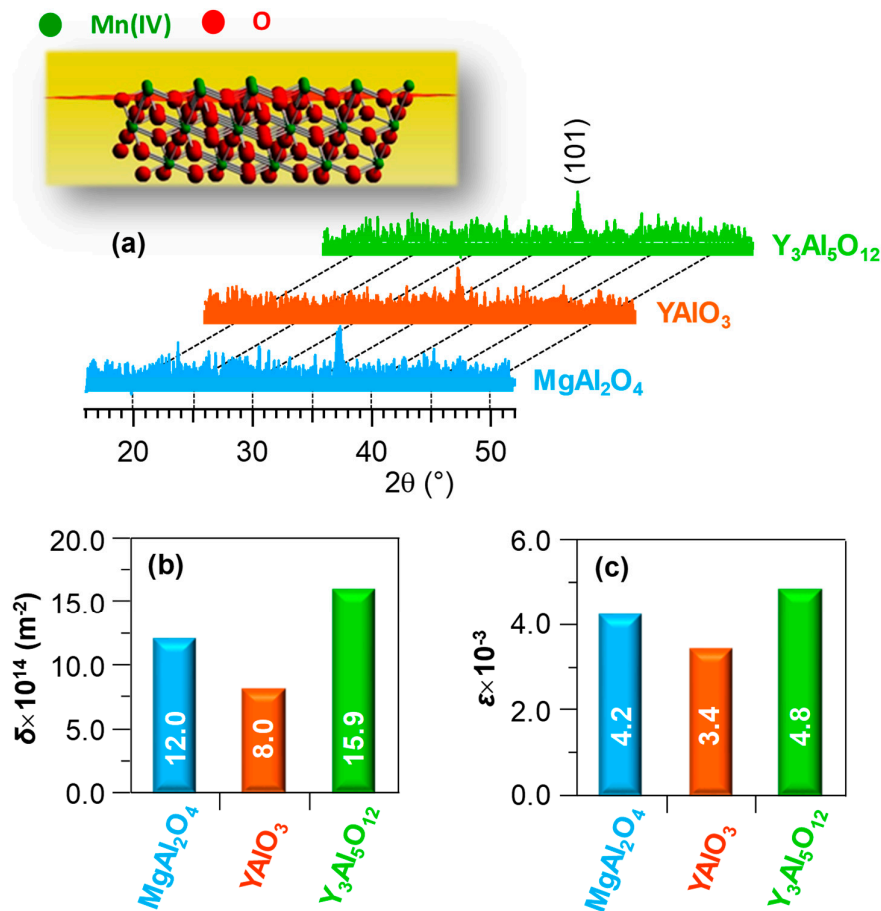 Mn(IV) O
(101)
(a)
Y₃Al₅O₁₂
YAlO₃
MgAl₂O₄
20 30 40 50
2θ (°)
(b)
δ×10¹⁴ (m⁻²)
20.0
15.0
10.0
5.0
0.0
12.0 8.0 15.9
MgAl₂O₄ YAlO₃ Y₃Al₅O₁₂
(c)
ε×10⁻³
6.0
4.0
2.0
0.0
4.2 3.4 4.8
MgAl₂O₄ YAlO₃ Y₃Al₅O₁₂